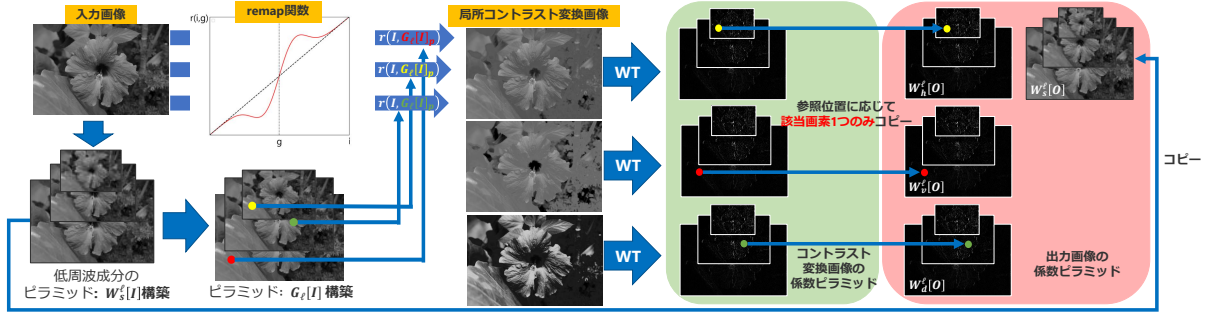 入力画像
remap関数
r(i,g)
g
i
r(I, G_ℓ[I]_p)
r(I, G_ℓ[I]_p)
r(I, G_ℓ[I]_p)
局所コントラスト変換画像
WT
WT
WT
低周波成分の
ピラミッド: W_s^ℓ[I]構築
ピラミッド: G_ℓ[I] 構築
参照位置に応じて
該当画素1つのみコピー
コントラスト
変換画像の
係数ピラミッド
W_h^ℓ[O]
W_v^ℓ[O]
W_d^ℓ[O]
W_s^ℓ[O]
出力画像の
係数ピラミッド
コピー